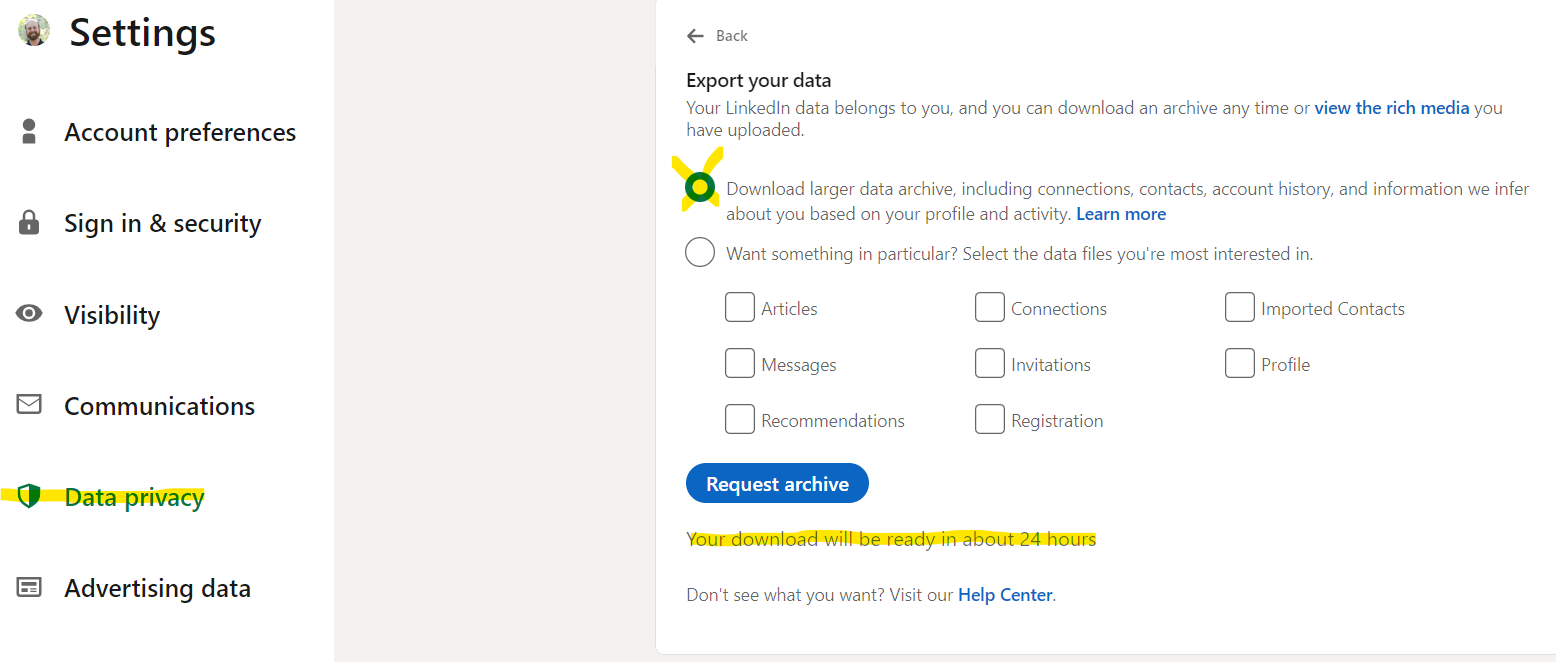 Settings
Account preferences
Sign in & security
Visibility
Communications
Data privacy
Advertising data
Back
Export your data
Your LinkedIn data belongs to you, and you can download an archive any time or view the rich media you
have uploaded.
Download larger data archive, including connections, contacts, account history, and information we infer
about you based on your profile and activity. Learn more
Want something in particular? Select the data files you're most interested in.
Articles Connections Imported Contacts
Messages Invitations Profile
Recommendations Registration
Request archive
Your download will be ready in about 24 hours
Don't see what you want? Visit our Help Center.